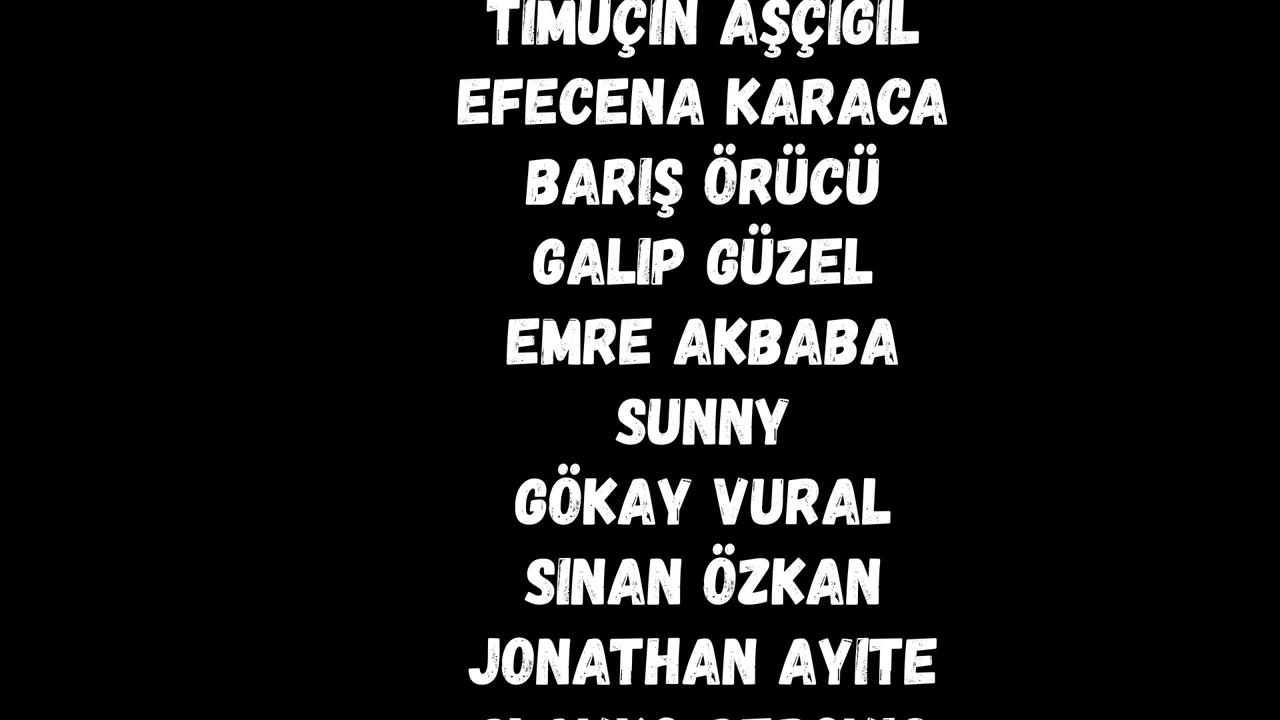 TIMUÇIN AŞÇIGIL
EFECENA KARACA
BARIŞ ÖRÜCÜ
GALIP GÜZEL
EMRE AKBABA
SUNNY
GÖKAY VURAL
SINAN ÖZKAN
JONATHAN AYITE